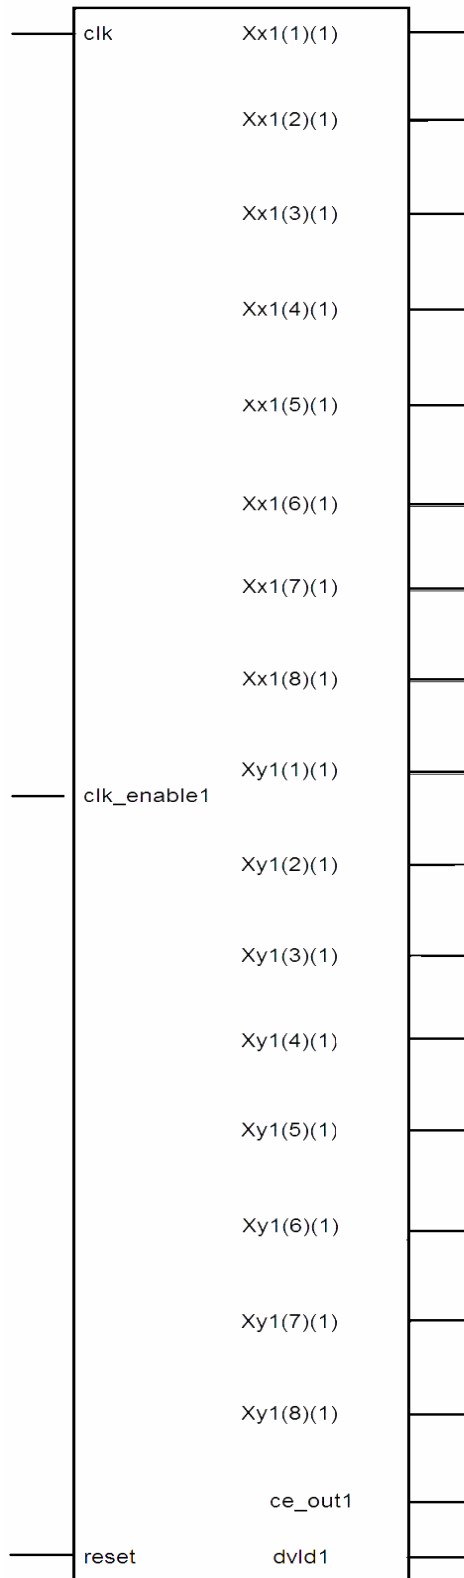 clk Xx1(1)(1)
Xx1(2)(1)
Xx1(3)(1)
Xx1(4)(1)
Xx1(5)(1)
Xx1(6)(1)
Xx1(7)(1)
Xx1(8)(1)
Xy1(1)(1)
clk_enable1
Xy1(2)(1)
Xy1(3)(1)
Xy1(4)(1)
Xy1(5)(1)
Xy1(6)(1)
Xy1(7)(1)
Xy1(8)(1)
ce_out1
reset dvld1